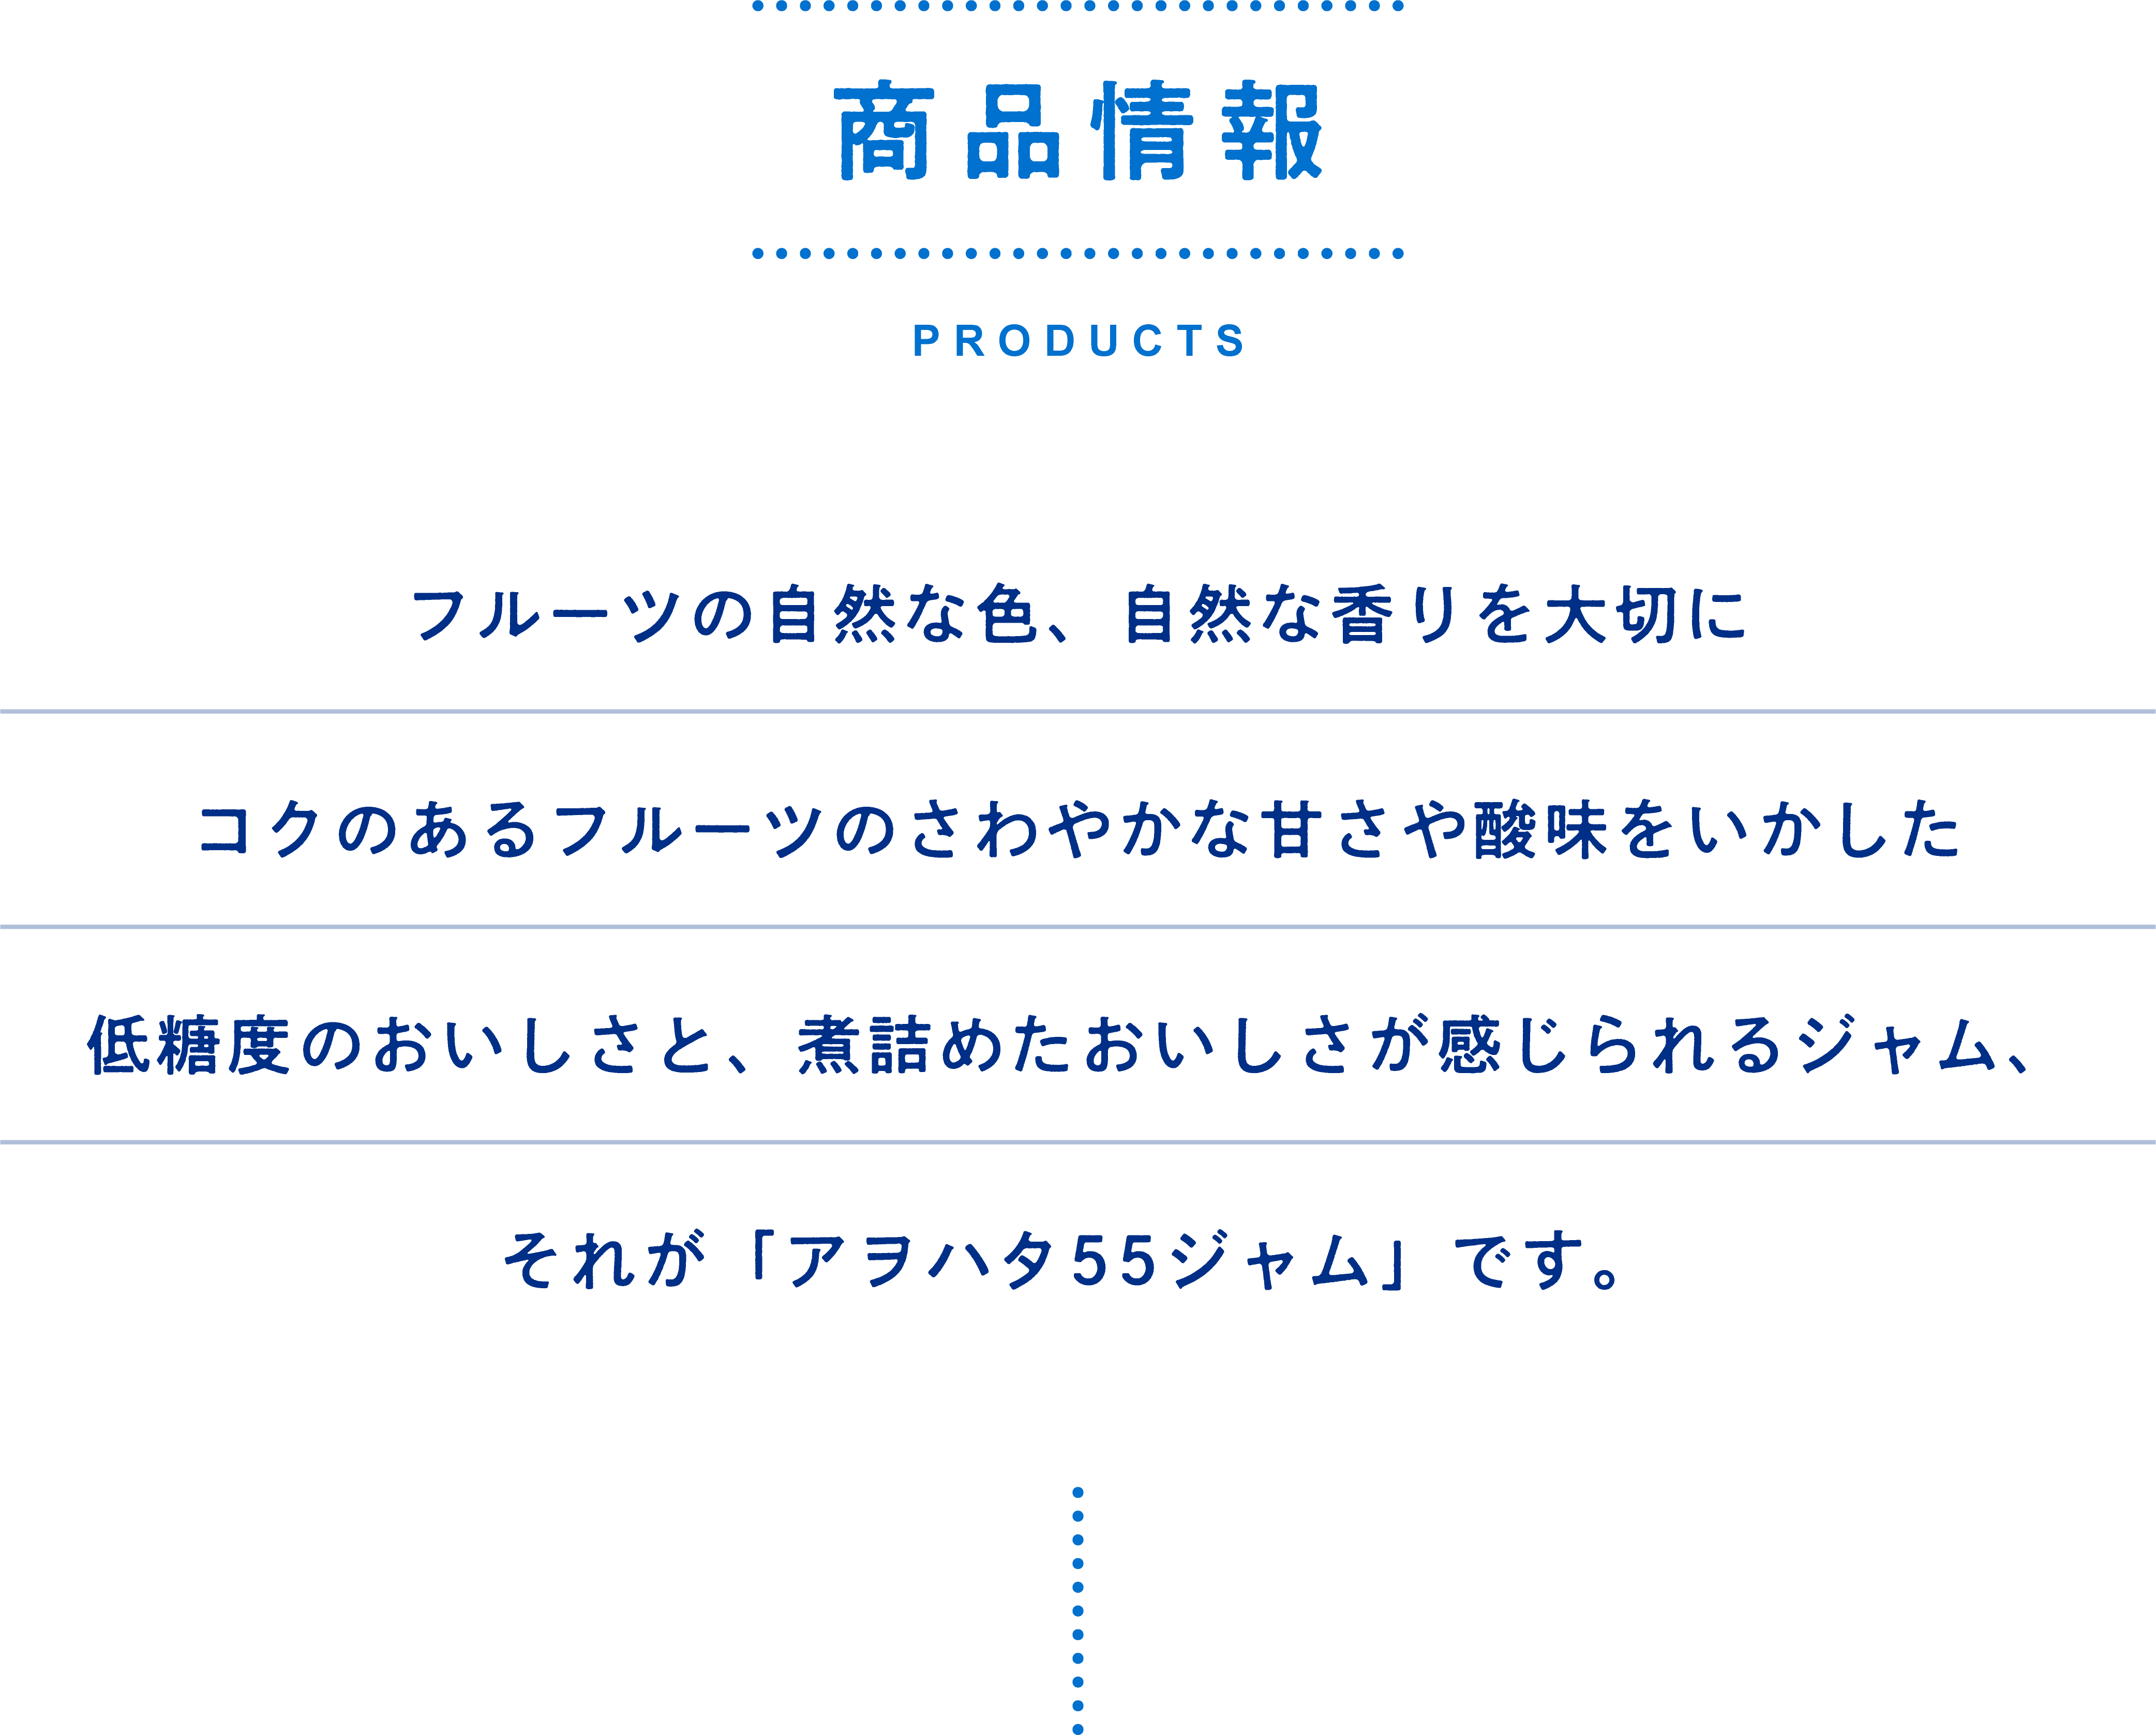 商品情報
PRODUCTS
フルーツの自然な色、自然な香りを大切に
コクのあるフルーツのさわやかな甘さや酸味をいかした
低糖度のおいしさと、煮詰めたおいしさが感じられるジャム、
それが「アヲハタ55ジャム」です。